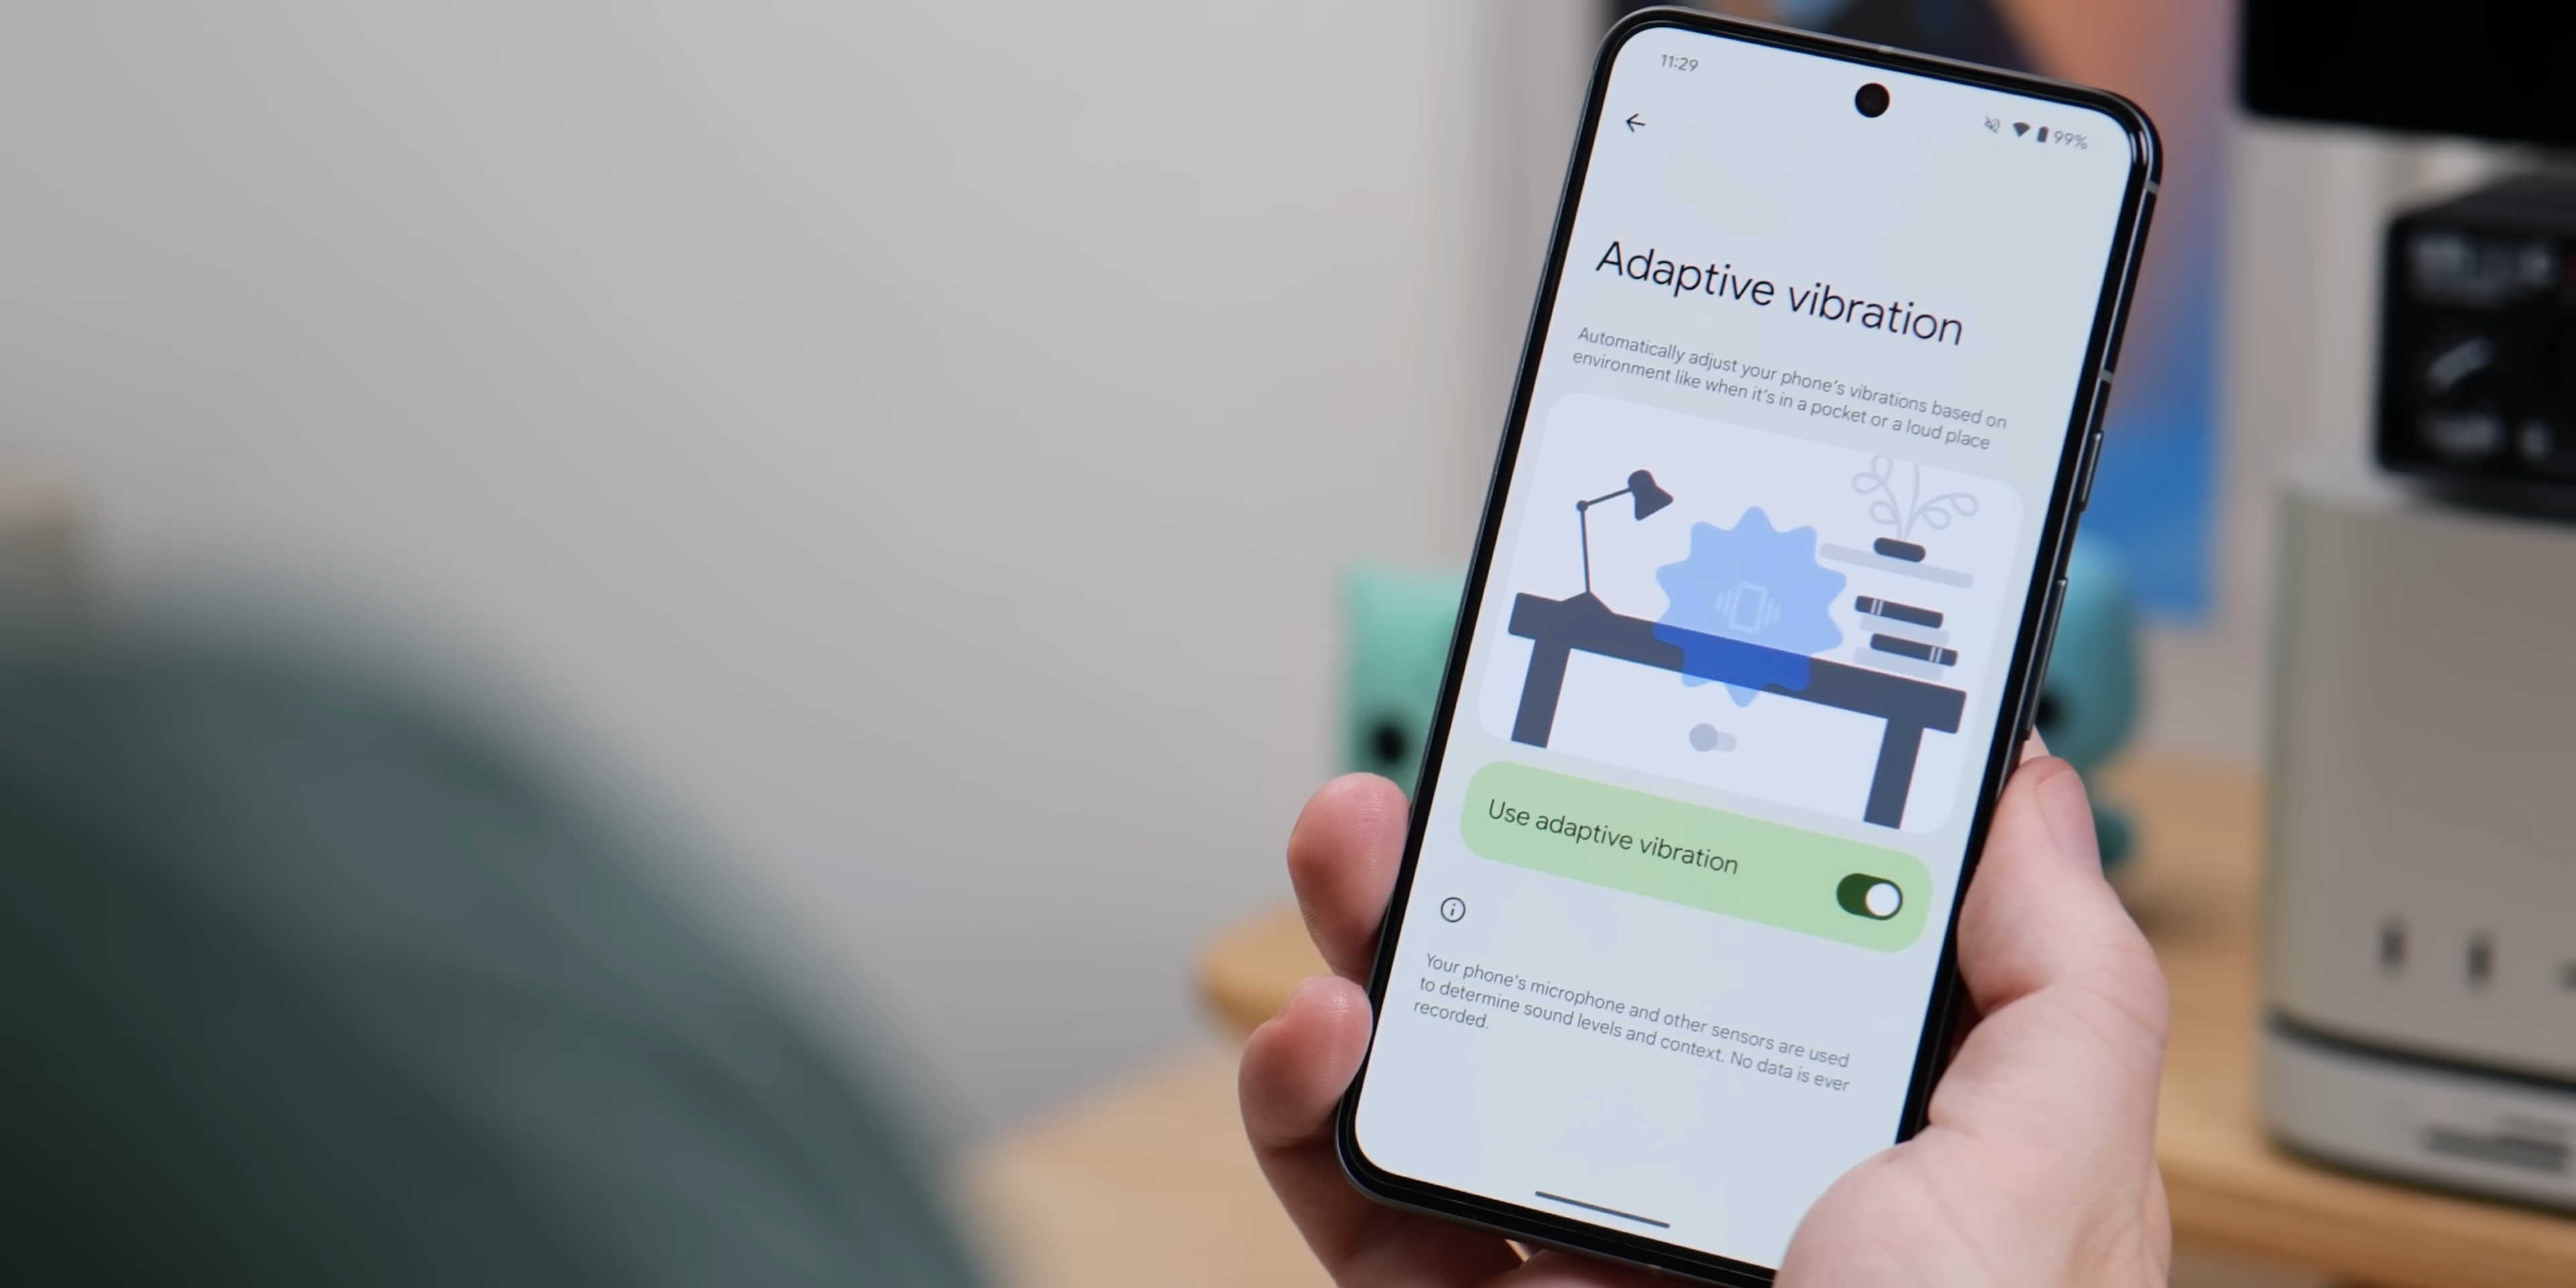 11:29
99%
Adaptive vibration
Automatically adjust your phone's vibrations based on
environment like when it's in a pocket or a loud place
Use adaptive vibration
Your phone's microphone and other sensors are used
to determine sound levels and context. No data is ever
recorded.